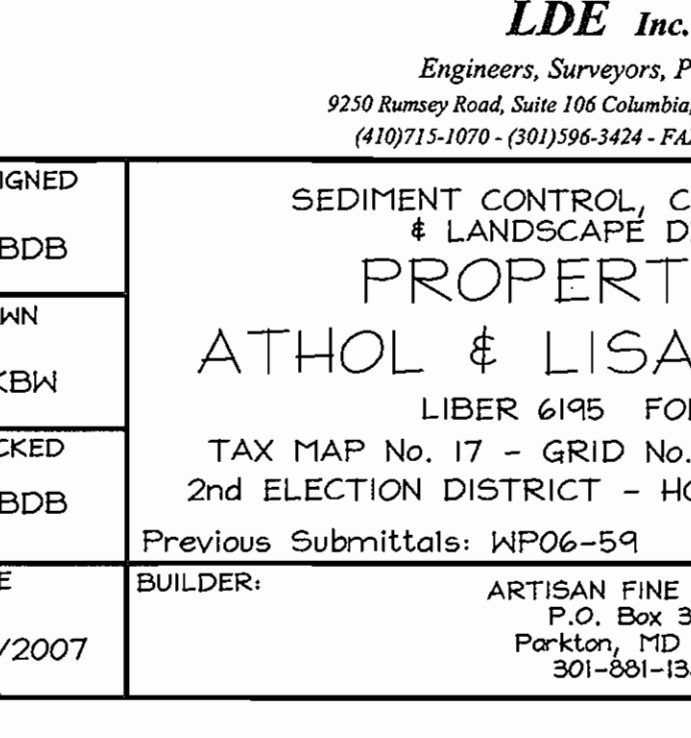 LDE Inc.
Engineers, Surveyors, P
9250 Rumsey Road, Suite 106 Columbia,
(410)715-1070 - (301)596-3424 - FA
IGNED
BDB
WN
KBW
CKED
BDB
E
/2007
SEDIMENT CONTROL, C
& LANDSCAPE D
PROPERT
ATHOL & LISA
LIBER 6195 FO
TAX MAP No. 17 - GRID No.
2nd ELECTION DISTRICT - HO
Previous Submittals: WP06-59
BUILDER:
ARTISAN FINE
P.O. Box 3
Parkton, MD
301-881-13